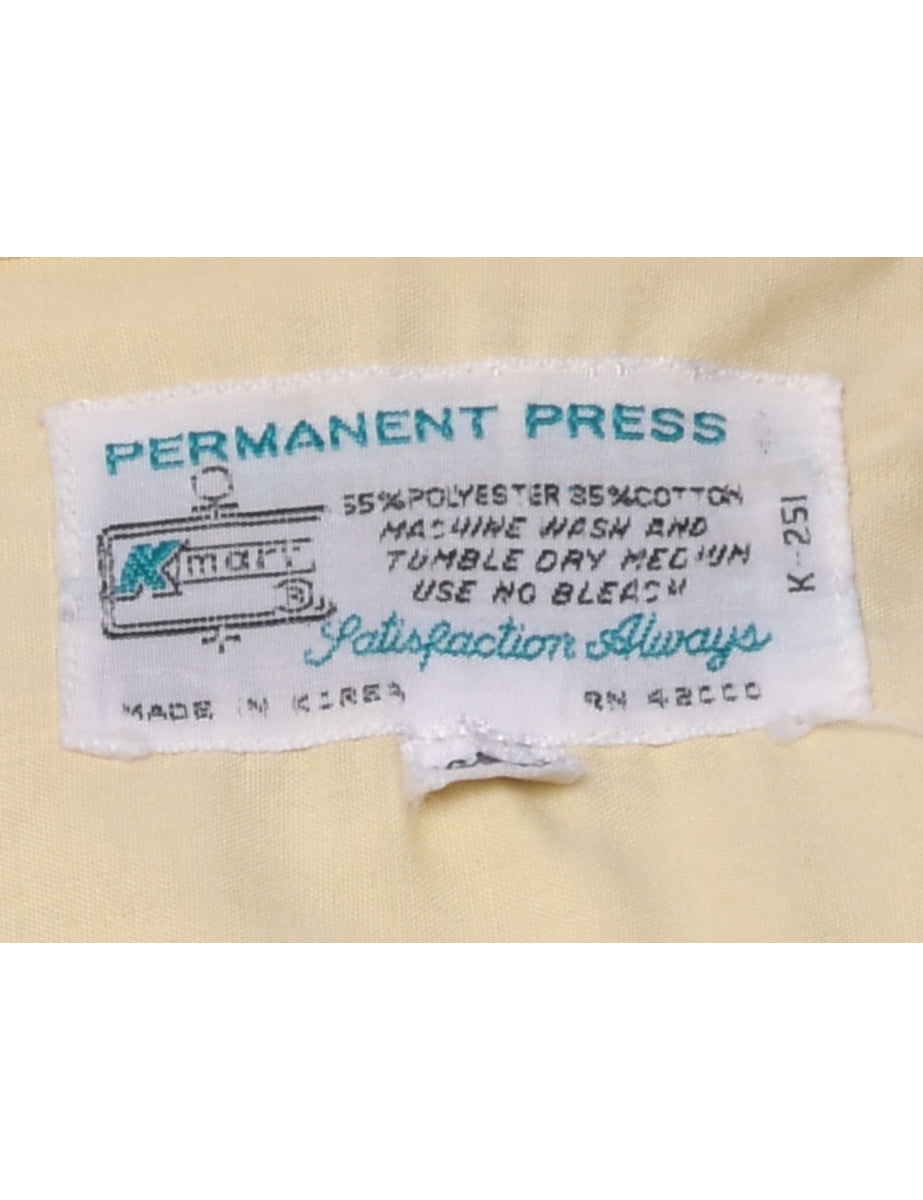 PERMANENT PRESS
65%POLYESTER 35%COTTON
MACHINE WASH AND
TUMBLE DRY MEDIUM
USE NO BLEACH
K mart ®
Satisfaction Always
MADE IN KOREA
RN 42000
K-251